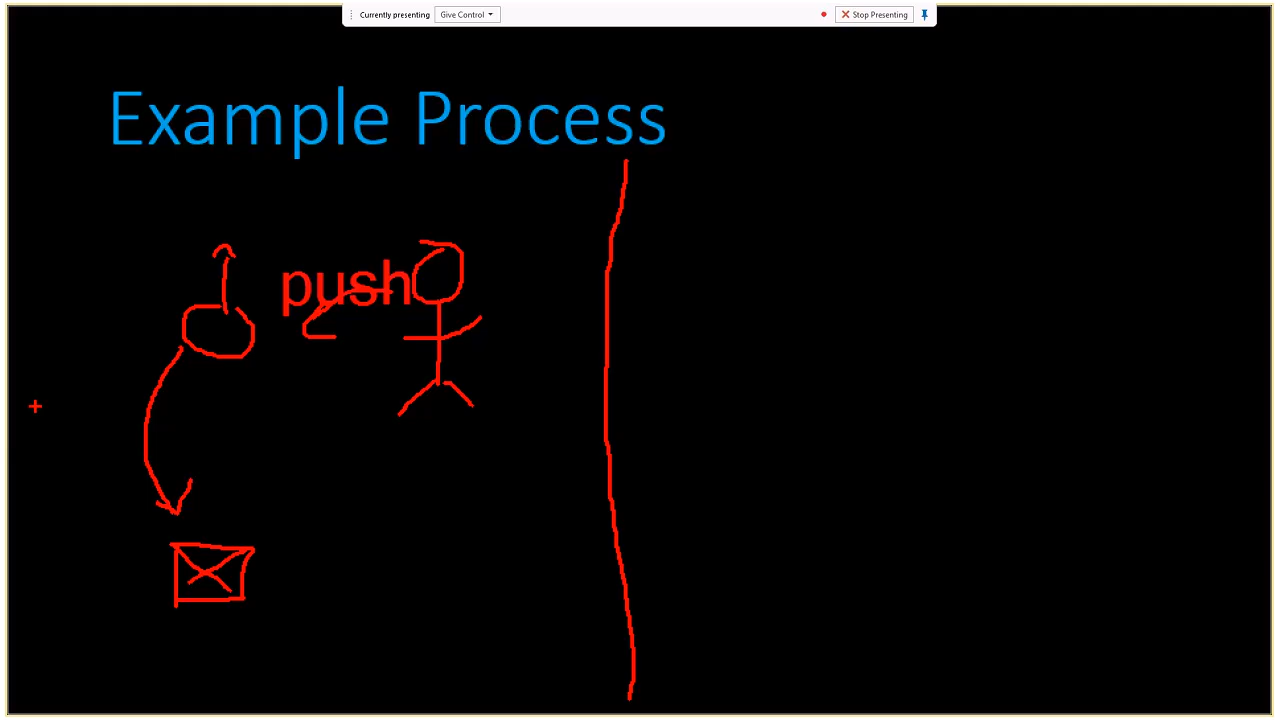 Currently presenting Give Control Stop Presenting
Example Process
push